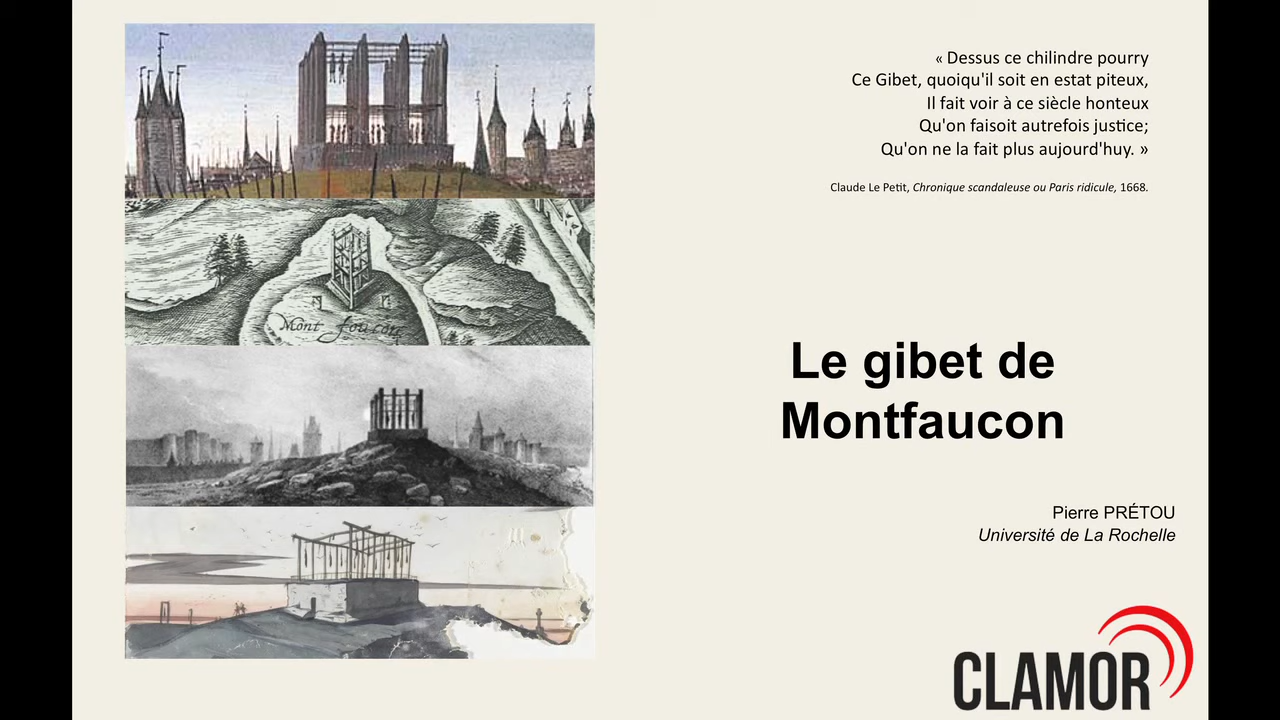 « Dessus ce chilindre pourry
Ce Gibet, quoiqu'il soit en estat piteux,
Il fait voir à ce siècle honteux
Qu'on faisoit autrefois justice;
Qu'on ne la fait plus aujourd'huy. »
Claude Le Petit, Chronique scandaleuse ou Paris ridicule, 1668.
Mont foucon
Le gibet de
Montfaucon
Pierre PRÉTOU
Université de La Rochelle
CLAMOR